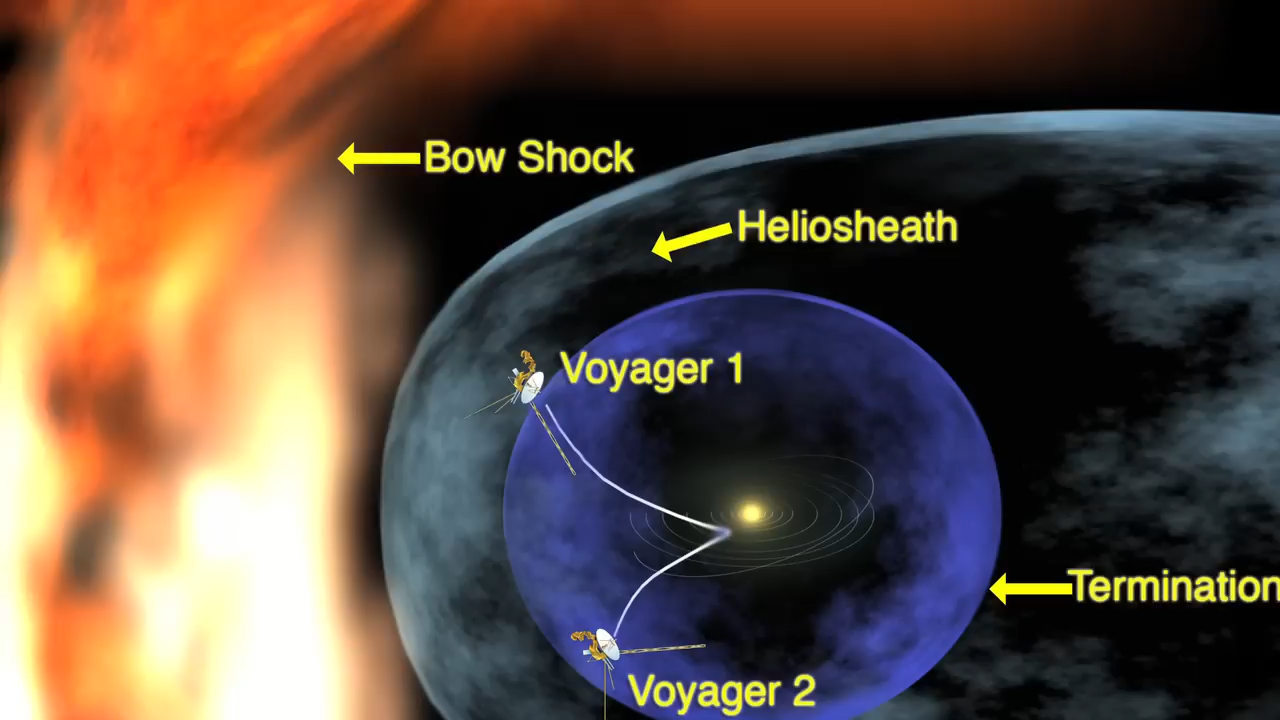 Bow Shock
Heliosheath
Voyager 1
Termination
Voyager 2